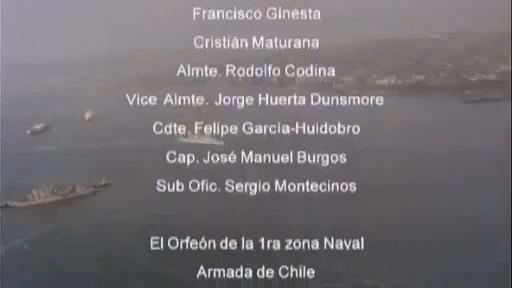 Francisco Ginesta
Cristián Maturana
Almte. Rodolfo Codina
Vice Almte. Jorge Huerta Dunsmore
Cdte. Felipe García-Huidobro
Cap. José Manuel Burgos
Sub Ofic. Sergio Montecinos
El Orfeón de la 1ra zona Naval
Armada de Chile